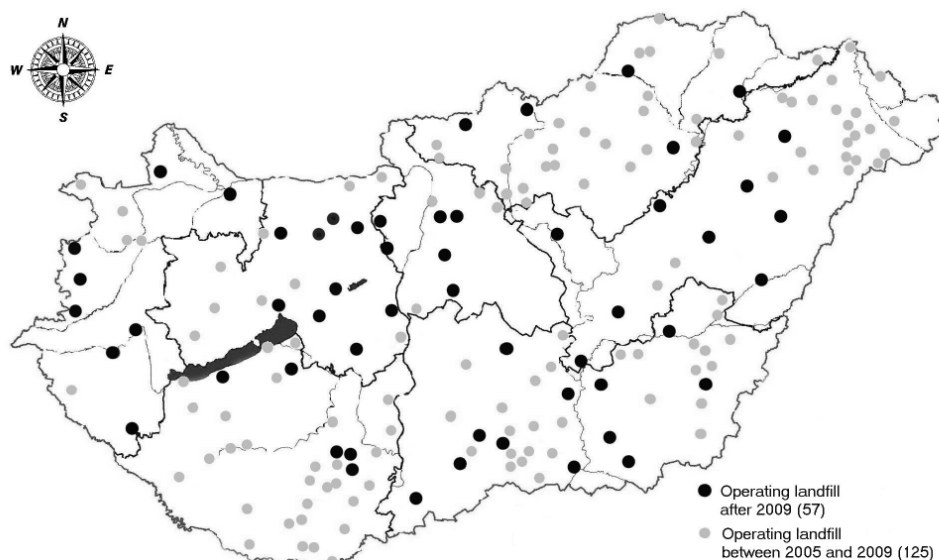 N
W E
S
Operating landfill
after 2009 (57)
Operating landfill
between 2005 and 2009 (125)